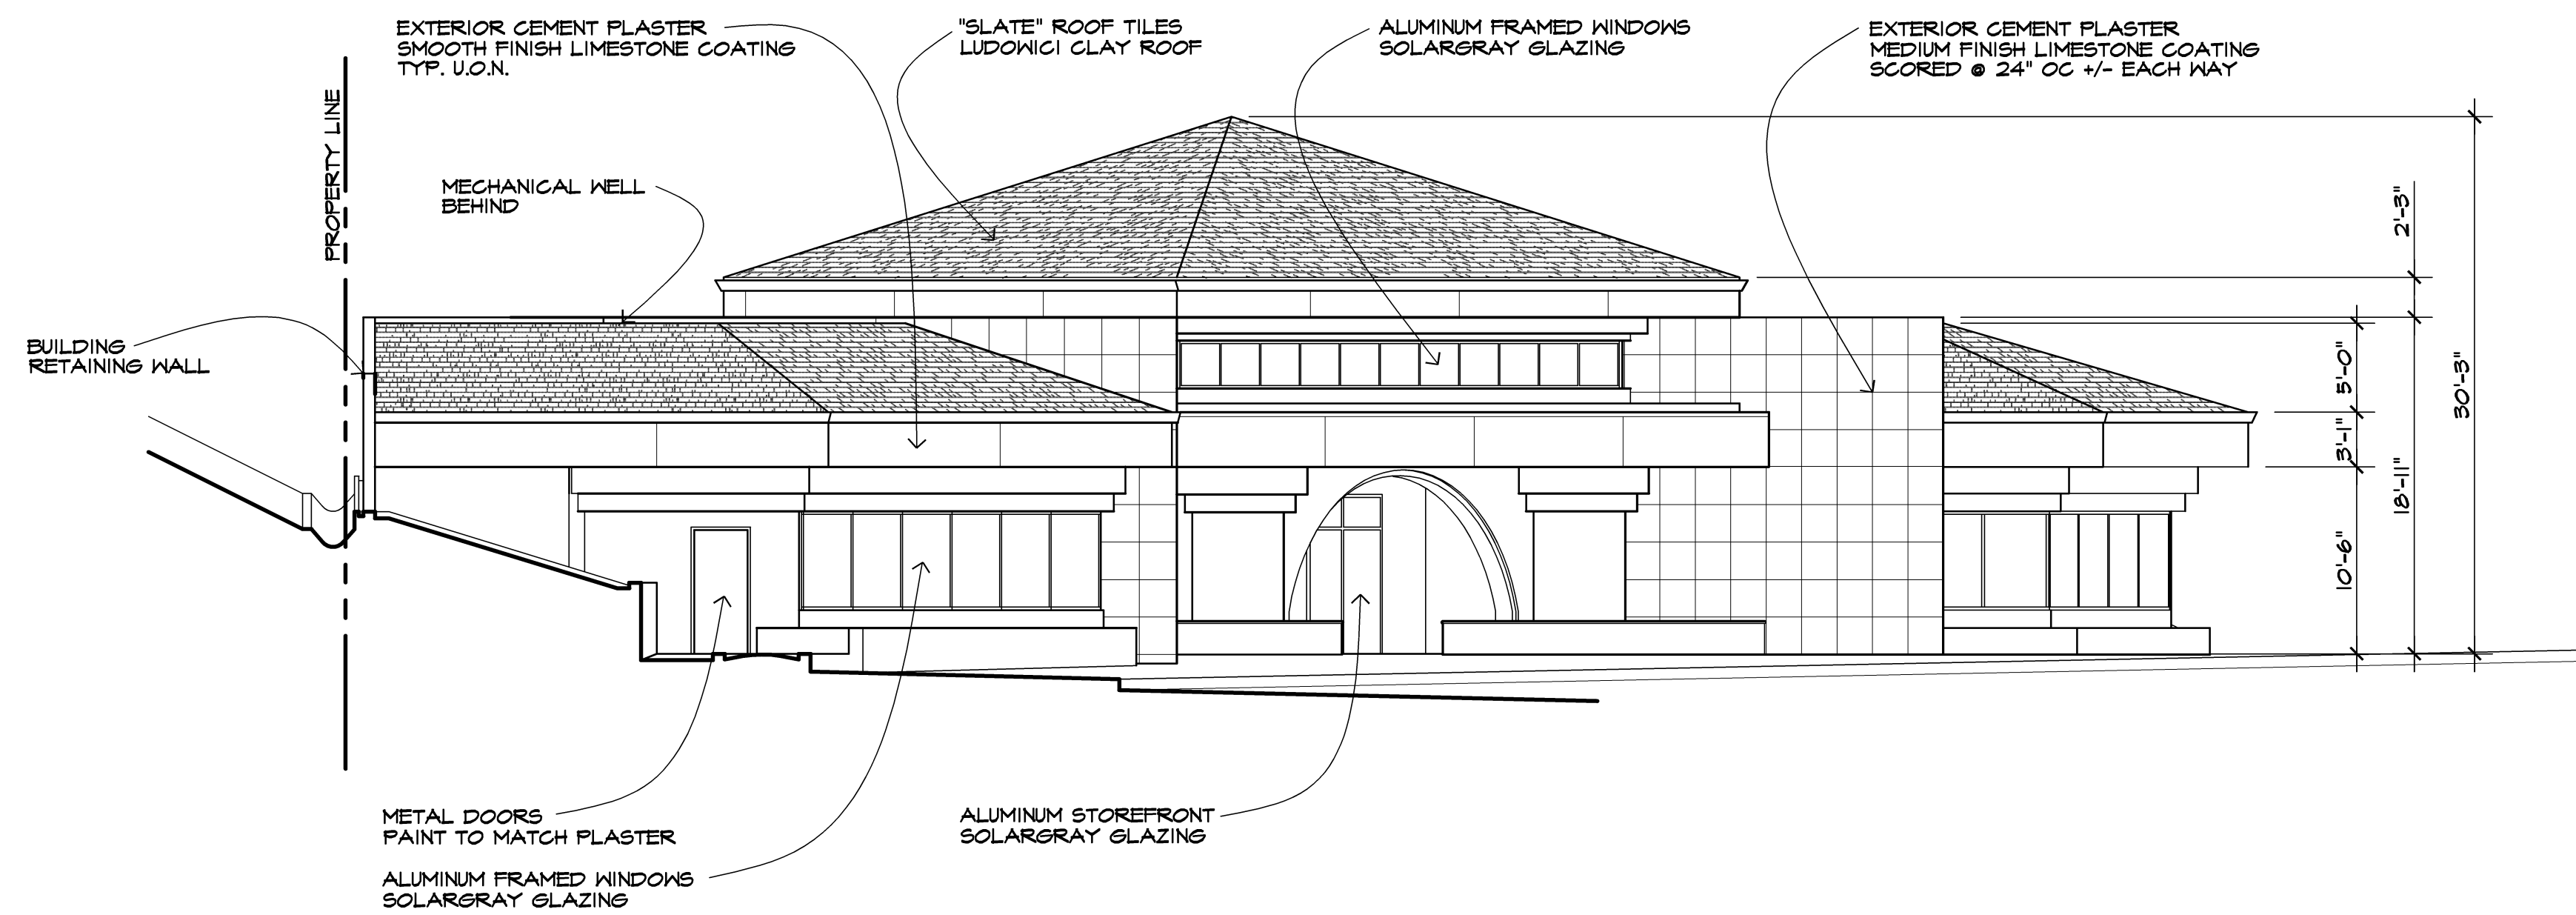 EXTERIOR CEMENT PLASTER
SMOOTH FINISH LIMESTONE COATING
TYP. U.O.N.
"SLATE" ROOF TILES
LUDOWICI CLAY ROOF
ALUMINUM FRAMED WINDOWS
SOLARGRAY GLAZING
EXTERIOR CEMENT PLASTER
MEDIUM FINISH LIMESTONE COATING
SCORED @ 24" OC +/- EACH WAY
PROPERTY LINE
MECHANICAL WELL
BEHIND
BUILDING
RETAINING WALL
2'-3"
5'-0"
30'-3"
3'-1"
18'-11"
10'-6"
METAL DOORS
PAINT TO MATCH PLASTER
ALUMINUM STOREFRONT
SOLARGRAY GLAZING
ALUMINUM FRAMED WINDOWS
SOLARGRAY GLAZING